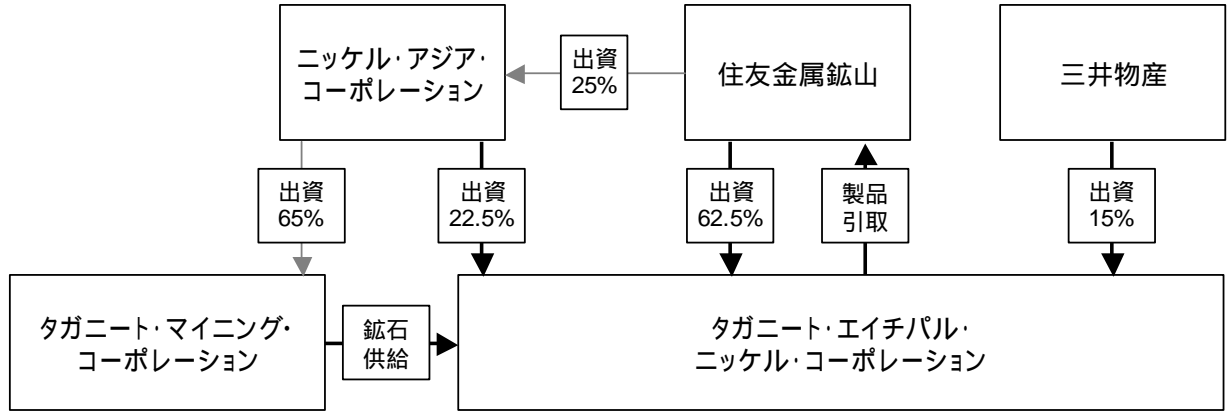 ニッケル・アジア・
コーポレーション
出資
25%
住友金属鉱山
三井物産
出資
65%
出資
22.5%
出資
62.5%
製品
引取
出資
15%
タガニート・マイニング・
コーポレーション
鉱石
供給
タガニート・エイチパル・
ニッケル・コーポレーション